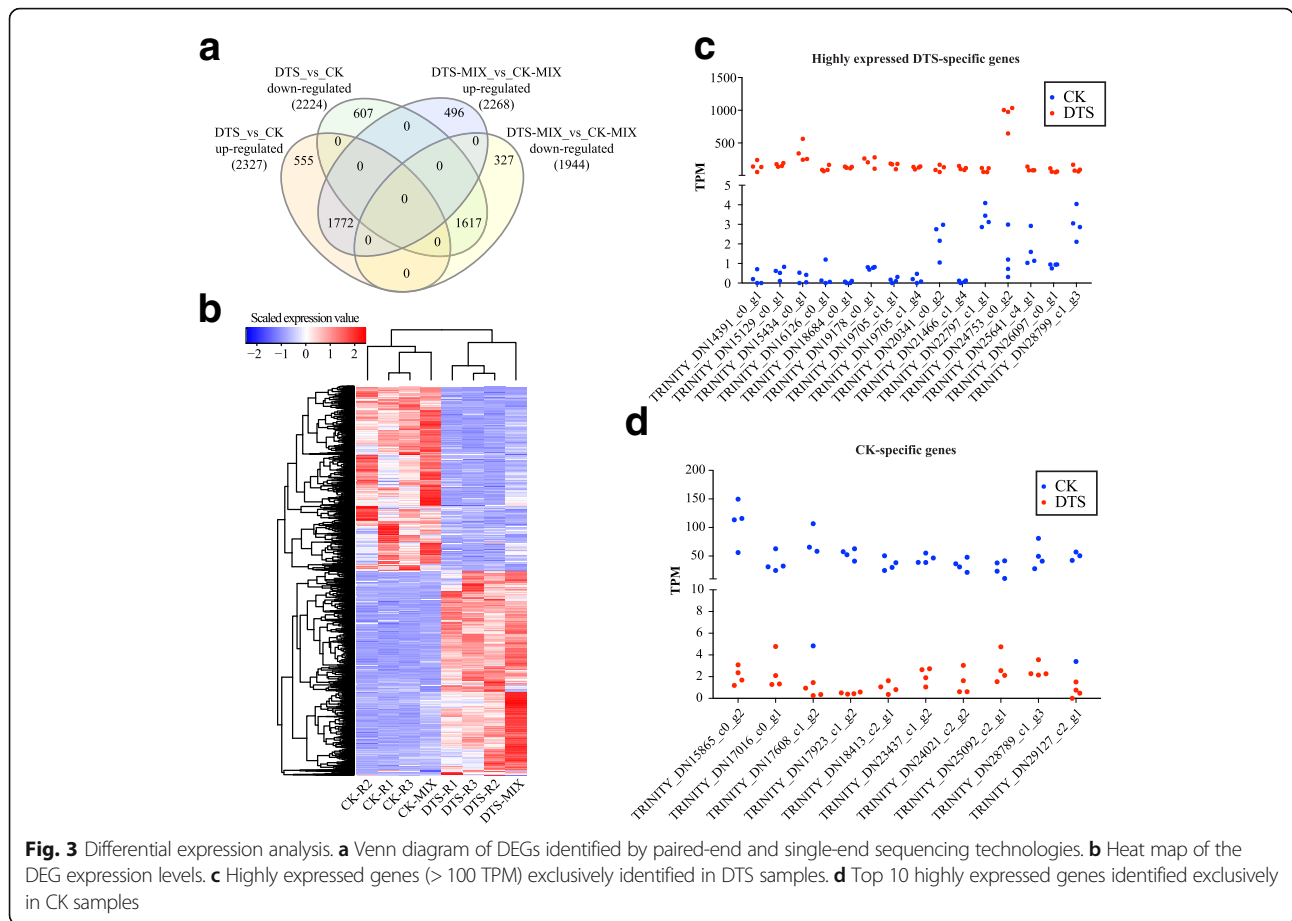 a
DTS_vs_CK
down-regulated
(2224)
DTS-MIX_vs_CK-MIX
up-regulated
(2268)
DTS_vs_CK
up-regulated
(2327)
DTS-MIX_vs_CK-MIX
down-regulated
(1944)
607
0
496
0
0
555
0
0
327
0
1772
1617
0
0
0
b
Scaled expression value
−2 −1 0 1 2
CK-R2
CK-R1
CK-R3
CK-MIX
DTS-R1
DTS-R3
DTS-R2
DTS-MIX
c
Highly expressed DTS-specific genes
CK
DTS
TPM
1500
1000
500
5
4
3
2
1
0
TRINITY_DN14391_c0_g1
TRINITY_DN15129_c0_g1
TRINITY_DN15434_c0_g1
TRINITY_DN16126_c0_g1
TRINITY_DN18684_c0_g1
TRINITY_DN19178_c0_g1
TRINITY_DN19705_c1_g1
TRINITY_DN19705_c1_g4
TRINITY_DN20341_c0_g2
TRINITY_DN21466_c1_g4
TRINITY_DN22797_c1_g1
TRINITY_DN24753_c0_g2
TRINITY_DN25641_c4_g1
TRINITY_DN26097_c0_g1
TRINITY_DN28799_c1_g3
d
CK-specific genes
CK
DTS
TPM
200
150
100
50
10
8
6
4
2
0
TRINITY_DN15865_c0_g2
TRINITY_DN17016_c0_g1
TRINITY_DN17608_c1_g2
TRINITY_DN17923_c1_g2
TRINITY_DN18413_c2_g1
TRINITY_DN23437_c1_g2
TRINITY_DN24021_c2_g2
TRINITY_DN25092_c2_g1
TRINITY_DN28789_c1_g3
TRINITY_DN29127_c2_g1
Fig. 3 Differential expression analysis. a Venn diagram of DEGs identified by paired-end and single-end sequencing technologies. b Heat map of the
DEG expression levels. c Highly expressed genes (> 100 TPM) exclusively identified in DTS samples. d Top 10 highly expressed genes identified exclusively
in CK samples